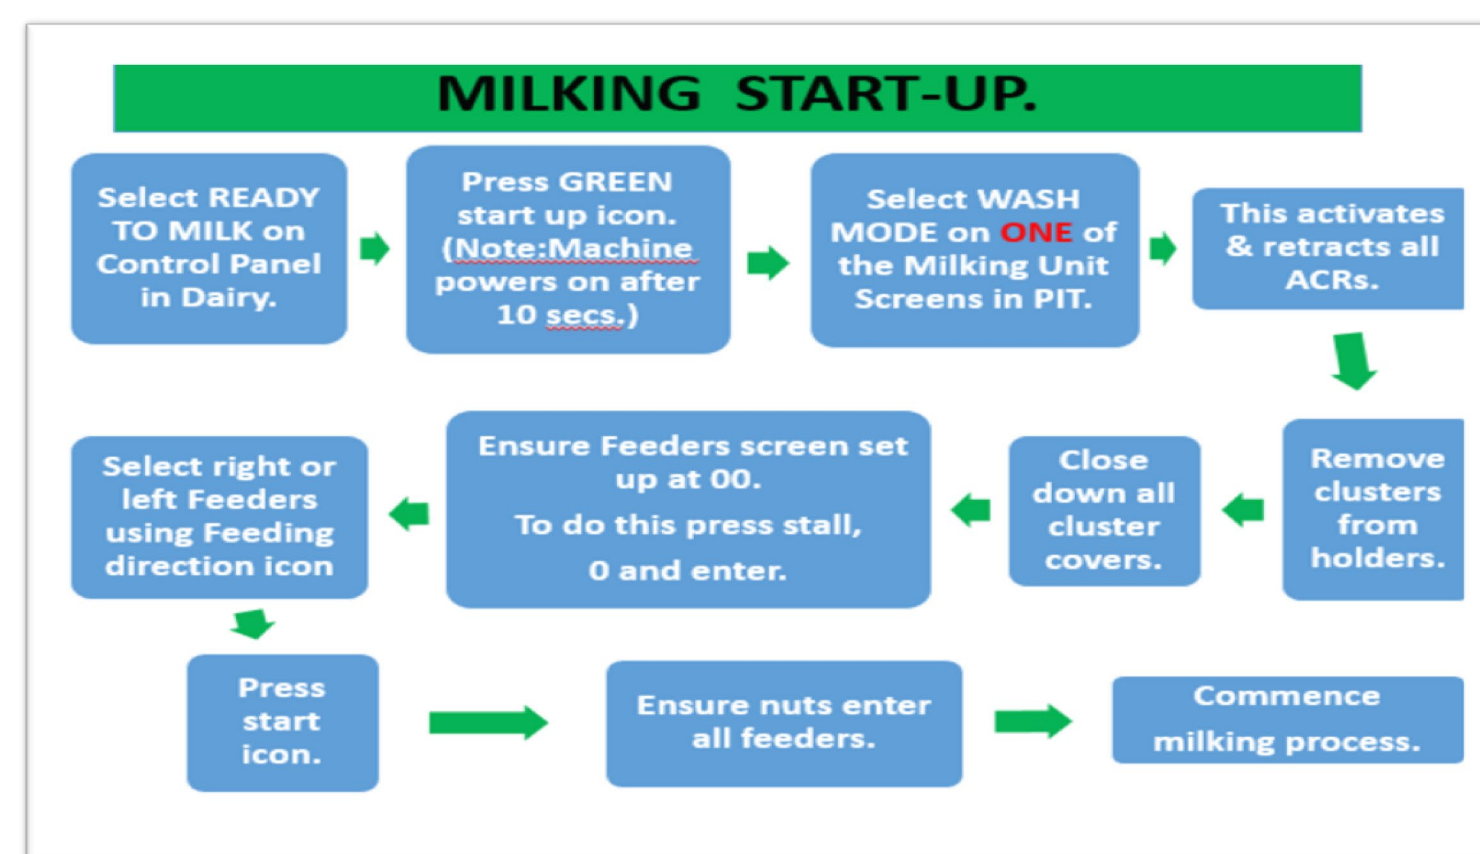 MILKING START-UP.
Select READY
TO MILK on
Control Panel
in Dairy.
Press GREEN
start up icon.
(Note:Machine
powers on after
10 secs.)
Select WASH
MODE on ONE of
the Milking Unit
Screens in PIT.
This activates
& retracts all
ACRs.
Remove
clusters
from
holders.
Close
down all
cluster
covers.
Ensure Feeders screen set
up at 00.
To do this press stall,
0 and enter.
Select right or
left Feeders
using Feeding
direction icon
Press
start
icon.
Ensure nuts enter
all feeders.
Commence
milking process.